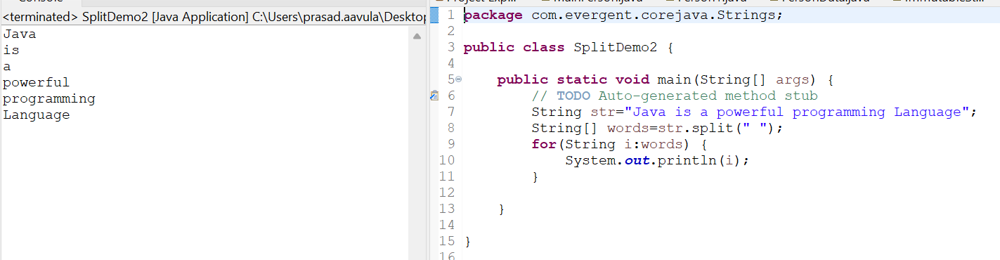 Console
<terminated> SplitDemo2 [Java Application] C:\Users\prasad.aavula\Desktop
Java
is
a
powerful
programming
Language
1 package com.evergent.corejava.Strings;
2
3 public class SplitDemo2 {
4
5 public static void main(String[] args) {
6 // TODO Auto-generated method stub
7 String str="Java is a powerful programming Language";
8 String[] words=str.split(" ");
9 for(String i:words) {
10 System.out.println(i);
11 }
12
13 }
14
15 }
16